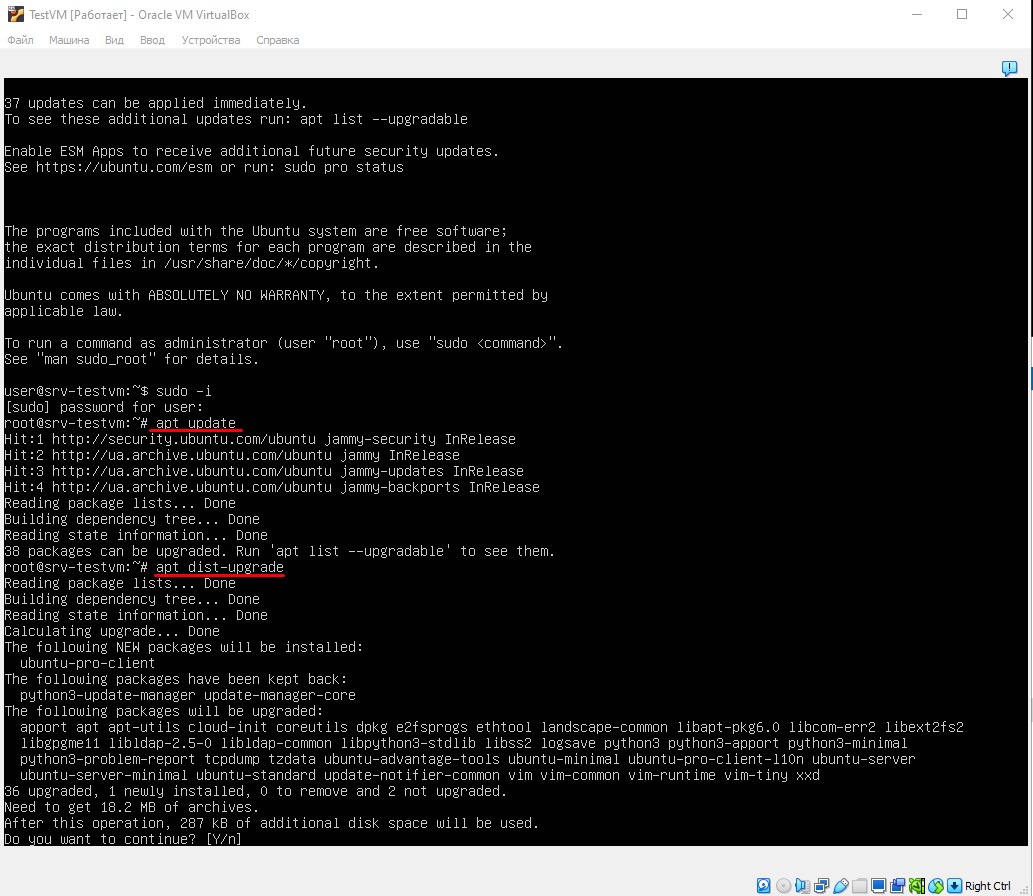 TestVM [Работает] - Oracle VM VirtualBox
Файл Машина Вид Ввод Устройства Справка
37 updates can be applied immediately.
To see these additional updates run: apt list --upgradable
Enable ESM Apps to receive additional future security updates.
See https://ubuntu.com/esm or run: sudo pro status
The programs included with the Ubuntu system are free software;
the exact distribution terms for each program are described in the
individual files in /usr/share/doc/*/copyright.
Ubuntu comes with ABSOLUTELY NO WARRANTY, to the extent permitted by
applicable law.
To run a command as administrator (user "root"), use "sudo <command>".
See "man sudo_root" for details.
user@srv-testvm:~$ sudo -i
[sudo] password for user:
root@srv-testvm:~# apt update
Hit:1 http://security.ubuntu.com/ubuntu jammy-security InRelease
Hit:2 http://ua.archive.ubuntu.com/ubuntu jammy InRelease
Hit:3 http://ua.archive.ubuntu.com/ubuntu jammy-updates InRelease
Hit:4 http://ua.archive.ubuntu.com/ubuntu jammy-backports InRelease
Reading package lists... Done
Building dependency tree... Done
Reading state information... Done
38 packages can be upgraded. Run 'apt list --upgradable' to see them.
root@srv-testvm:~# apt dist-upgrade
Reading package lists... Done
Building dependency tree... Done
Reading state information... Done
Calculating upgrade... Done
The following NEW packages will be installed:
ubuntu-pro-client
The following packages have been kept back:
python3-update-manager update-manager-core
The following packages will be upgraded:
apport apt apt-utils cloud-init coreutils dpkg e2fsprogs ethtool landscape-common libapt-pkg6.0 libcom-err2 libext2fs2
libgpgme11 libldap-2.5-0 libldap-common libpython3-stdlib libss2 logsave python3 python3-apport python3-minimal
python3-problem-report tcpdump tzdata ubuntu-advantage-tools ubuntu-minimal ubuntu-pro-client-l10n ubuntu-server
ubuntu-server-minimal ubuntu-standard update-notifier-common vim vim-common vim-runtime vim-tiny xxd
36 upgraded, 1 newly installed, 0 to remove and 2 not upgraded.
Need to get 18.2 MB of archives.
After this operation, 287 kB of additional disk space will be used.
Do you want to continue? [Y/n]
Right Ctrl